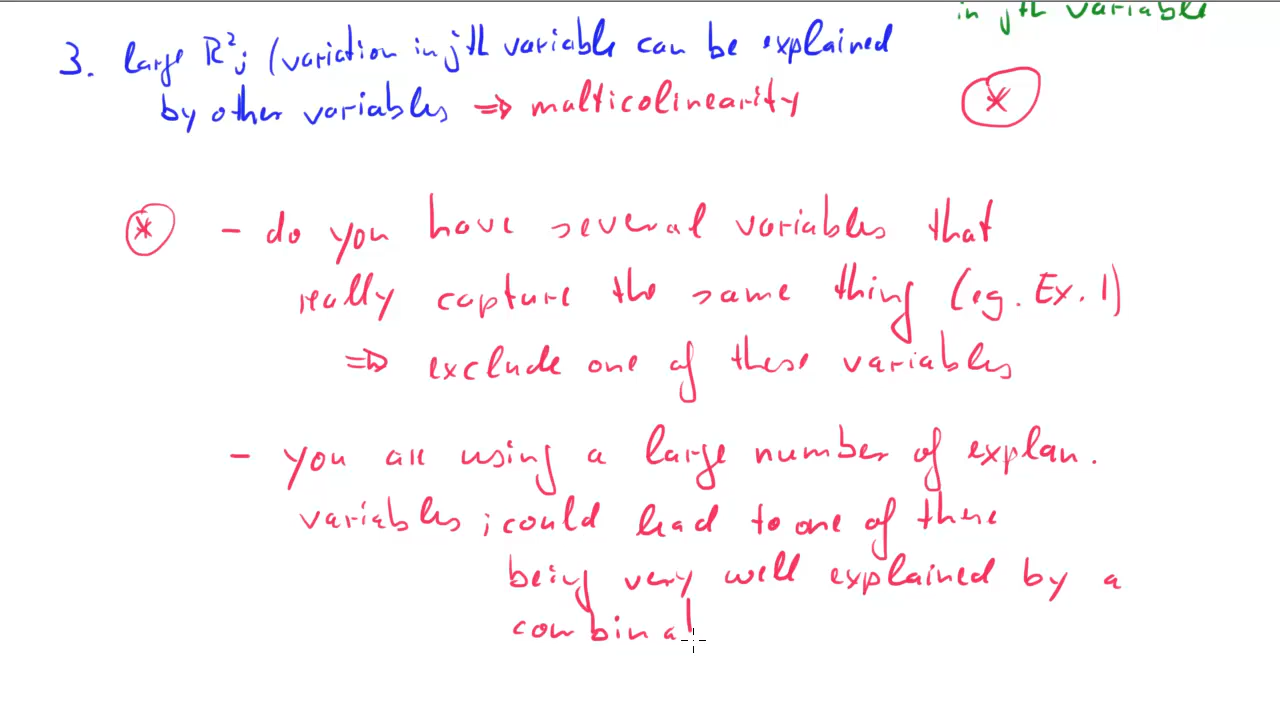 in jth variable
3. large R²j (variation in jth variable can be explained
by other variables ⇒ multicolinearity
*
* - do you have several variables that
really capture the same thing (eg. Ex. 1)
⇒ exclude one of these variables
- you are using a large number of explan.
variables ; could lead to one of these
being very well explained by a
combinat